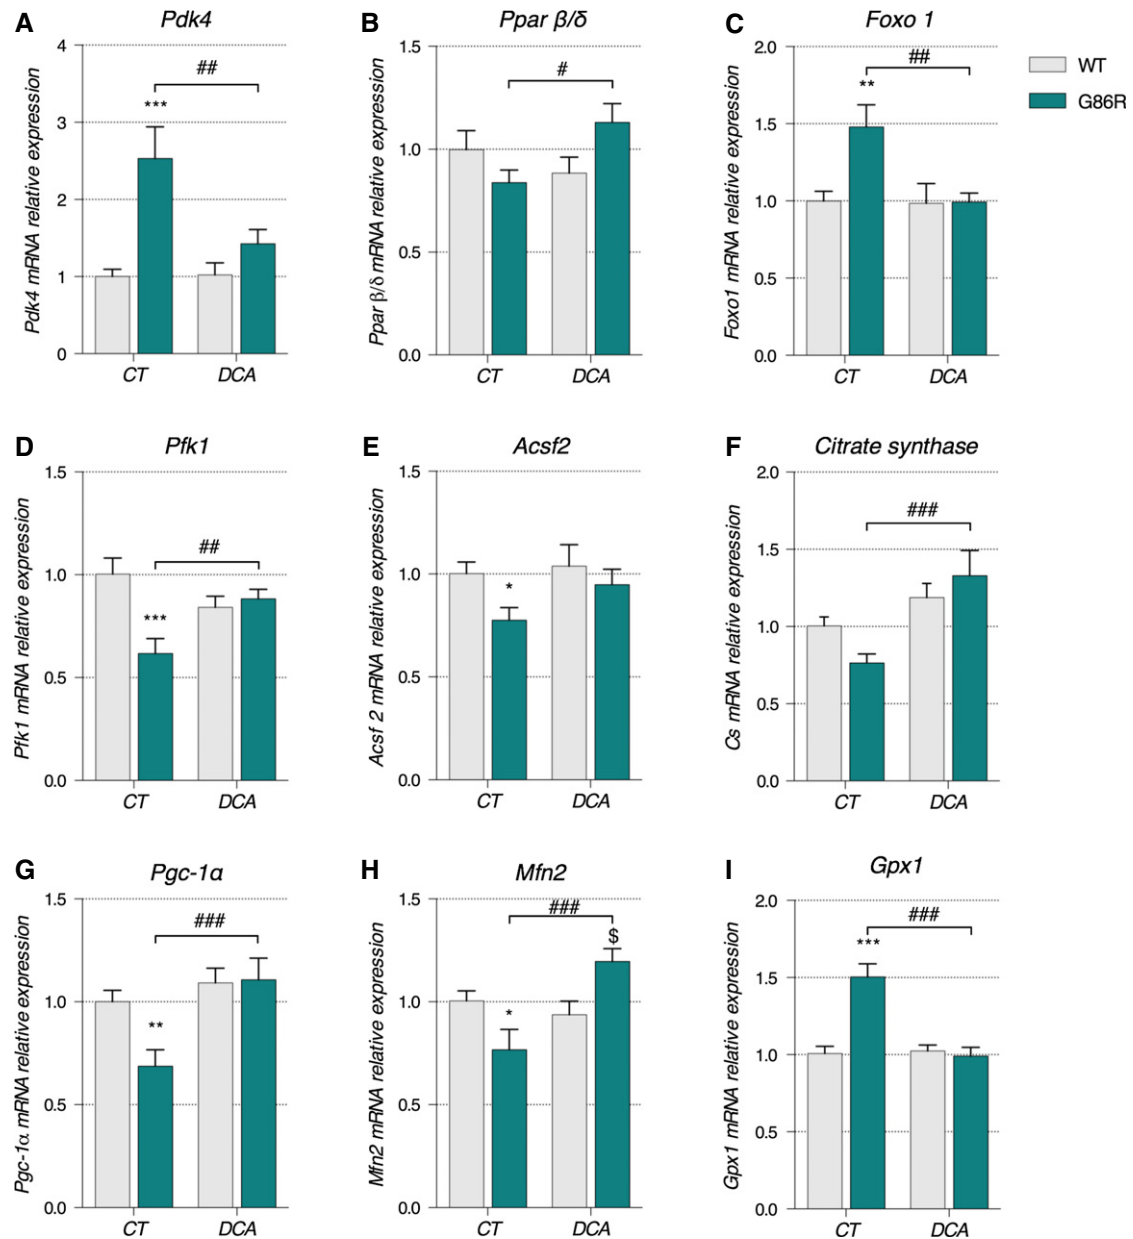 A
Pdk4
Pdk4 mRNA relative expression
4
3
2
1
0
***
##
CT
DCA
B
Ppar β/δ
Ppar β/δ mRNA relative expression
1.5
1.0
0.5
0.0
#
CT
DCA
C
Foxo 1
Foxo1 mRNA relative expression
2.0
1.5
1.0
0.5
0.0
**
##
CT
DCA
WT
G86R
D
Pfk1
Pfk1 mRNA relative expression
1.5
1.0
0.5
0.0
***
##
CT
DCA
E
Acsf2
Acsf 2 mRNA relative expression
1.5
1.0
0.5
0.0
*
CT
DCA
F
Citrate synthase
Cs mRNA relative expression
2.0
1.5
1.0
0.5
0.0
###
CT
DCA
G
Pgc-1α
Pgc-1α mRNA relative expression
1.5
1.0
0.5
0.0
**
###
CT
DCA
H
Mfn2
Mfn2 mRNA relative expression
1.5
1.0
0.5
0.0
*
###
$
CT
DCA
I
Gpx1
Gpx1 mRNA relative expression
2.0
1.5
1.0
0.5
0.0
***
###
CT
DCA